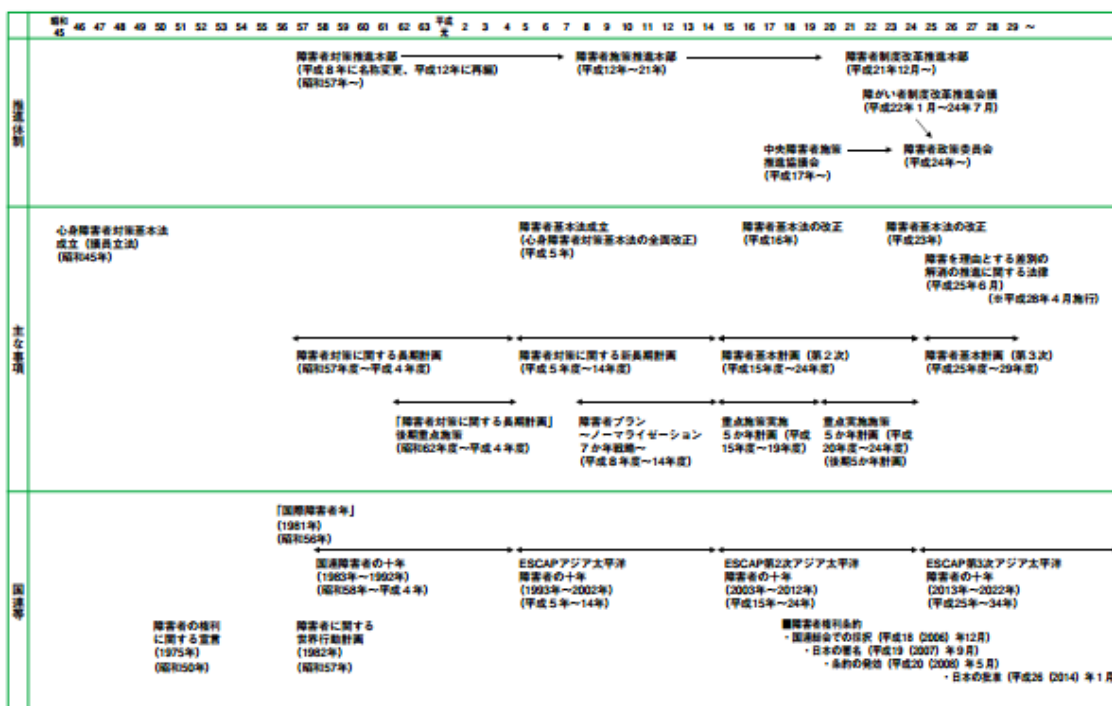 昭和45 46 47 48 49 50 51 52 53 54 55 56 57 58 59 60 61 62 63 平成元 2 3 4 5 6 7 8 9 10 11 12 13 14 15 16 17 18 19 20 21 22 23 24 25 26 27 28 29 ～
推進体制
障害者対策推進本部
(平成８年に名称変更、平成12年に再編)
(昭和57年～)
障害者施策推進本部
(平成12年～21年)
障害者制度改革推進本部
(平成21年12月～)
障がい者制度改革推進会議
(平成22年１月～24年７月)
中央障害者施策
推進協議会
(平成17年～)
障害者政策委員会
(平成24年～)
主な事項
心身障害者対策基本法
成立（議員立法）
(昭和45年)
障害者基本法成立
(心身障害者対策基本法の全面改正)
(平成５年)
障害者基本法の改正
(平成16年)
障害者基本法の改正
(平成23年)
障害を理由とする差別の
解消の推進に関する法律
(平成25年６月)
(※平成28年４月施行)
障害者対策に関する長期計画
(昭和57年度～平成４年度)
障害者対策に関する新長期計画
(平成５年度～14年度)
障害者基本計画（第２次）
(平成15年度～24年度)
障害者基本計画（第３次）
(平成25年度～29年度)
「障害者対策に関する長期計画」
後期重点施策
(昭和62年度～平成４年度)
障害者プラン
～ノーマライゼーション
７か年戦略～
(平成８年度～14年度)
重点施策実施
５か年計画（平成
15年度～19年度)
重点実施施策
５か年計画（平成
20年度～24年度)
(後期5か年計画)
国連等
「国際障害者年」
(1981年)
(昭和56年)
国連障害者の十年
(1983年～1992年)
(昭和58年～平成４年)
ESCAPアジア太平洋
障害者の十年
(1993年～2002年)
(平成５年～14年)
ESCAP第2次アジア太平洋
障害者の十年
(2003年～2012年)
(平成15年～24年)
ESCAP第3次アジア太平洋
障害者の十年
(2013年～2022年)
(平成25年～34年)
障害者の権利
に関する宣言
(1975年)
(昭和50年)
障害者に関する
世界行動計画
(1982年)
(昭和57年)
■障害者権利条約
・国連総会での採択（平成18（2006）年12月）
・日本の署名（平成19（2007）年９月）
・条約の発効（平成20（2008）年５月）
・日本の批准（平成26（2014）年１月